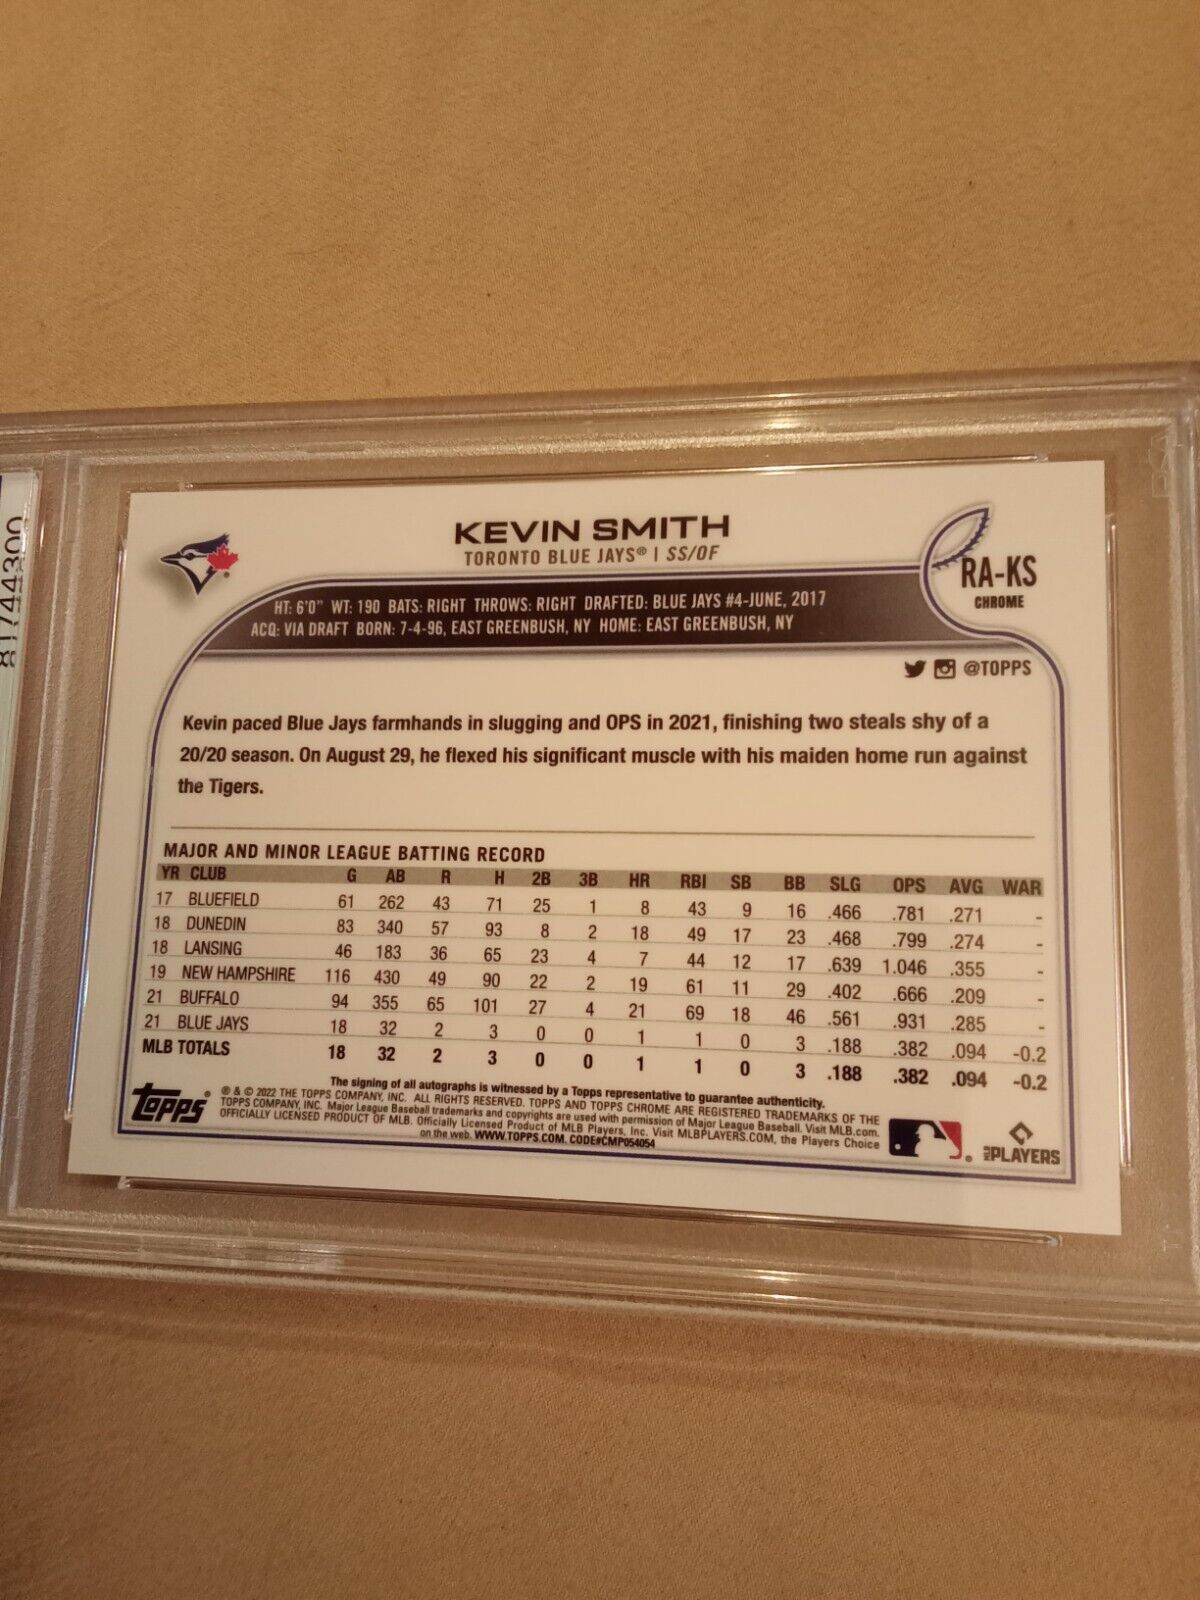 81744300
KEVIN SMITH
TORONTO BLUE JAYS® | SS/OF
RA-KS
CHROME
HT: 6'0" WT: 190 BATS: RIGHT THROWS: RIGHT DRAFTED: BLUE JAYS #4-JUNE, 2017
ACQ: VIA DRAFT BORN: 7-4-96, EAST GREENBUSH, NY HOME: EAST GREENBUSH, NY
@TOPPS
Kevin paced Blue Jays farmhands in slugging and OPS in 2021, finishing two steals shy of a
20/20 season. On August 29, he flexed his significant muscle with his maiden home run against
the Tigers.
MAJOR AND MINOR LEAGUE BATTING RECORD
YR CLUB G AB R H 2B 3B HR RBI SB BB SLG OPS AVG WAR
17 BLUEFIELD 61 262 43 71 25 1 8 43 9 16 .466 .781 .271 -
18 DUNEDIN 83 340 57 93 8 2 18 49 17 23 .468 .799 .274 -
18 LANSING 46 183 36 65 23 4 7 44 12 17 .639 1.046 .355 -
19 NEW HAMPSHIRE 116 430 49 90 22 2 19 61 11 29 .402 .666 .209 -
21 BUFFALO 94 355 65 101 27 4 21 69 18 46 .561 .931 .285 -
21 BLUE JAYS 18 32 2 3 0 0 1 1 0 3 .188 .382 .094 -0.2
MLB TOTALS 18 32 2 3 0 0 1 1 0 3 .188 .382 .094 -0.2
The signing of all autographs is witnessed by a Topps representative to guarantee authenticity.
® & © 2022 THE TOPPS COMPANY, INC. ALL RIGHTS RESERVED. TOPPS AND TOPPS CHROME ARE REGISTERED TRADEMARKS OF THE
TOPPS COMPANY, INC. Major League Baseball trademarks and copyrights are used with permission of Major League Baseball. Visit MLB.com.
OFFICIALLY LICENSED PRODUCT OF MLB. Officially Licensed Product of MLB Players, Inc. Visit MLBPLAYERS.COM, the Players Choice
on the web. WWW.TOPPS.COM. CODE#CMP054054
TOPPS®
MLB PLAYERS